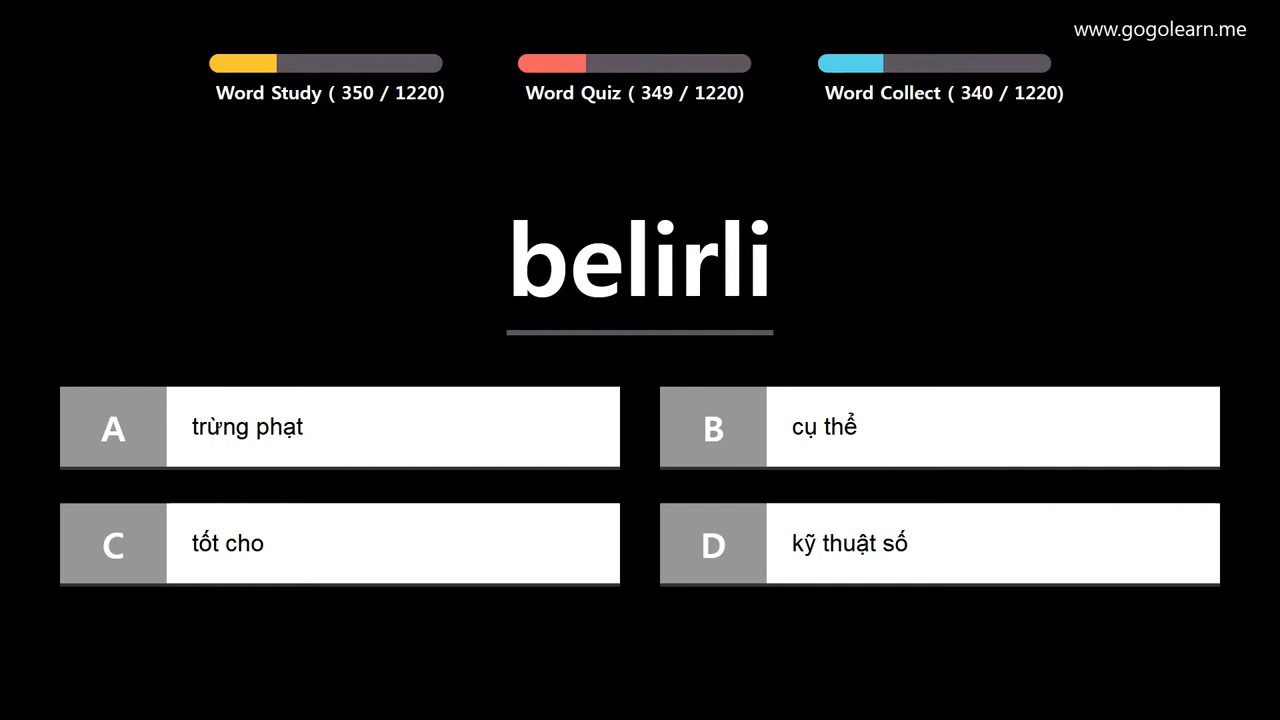 www.gogolearn.me
Word Study ( 350 / 1220)
Word Quiz ( 349 / 1220)
Word Collect ( 340 / 1220)
belirli
A trừng phạt
B cụ thể
C tốt cho
D kỹ thuật số